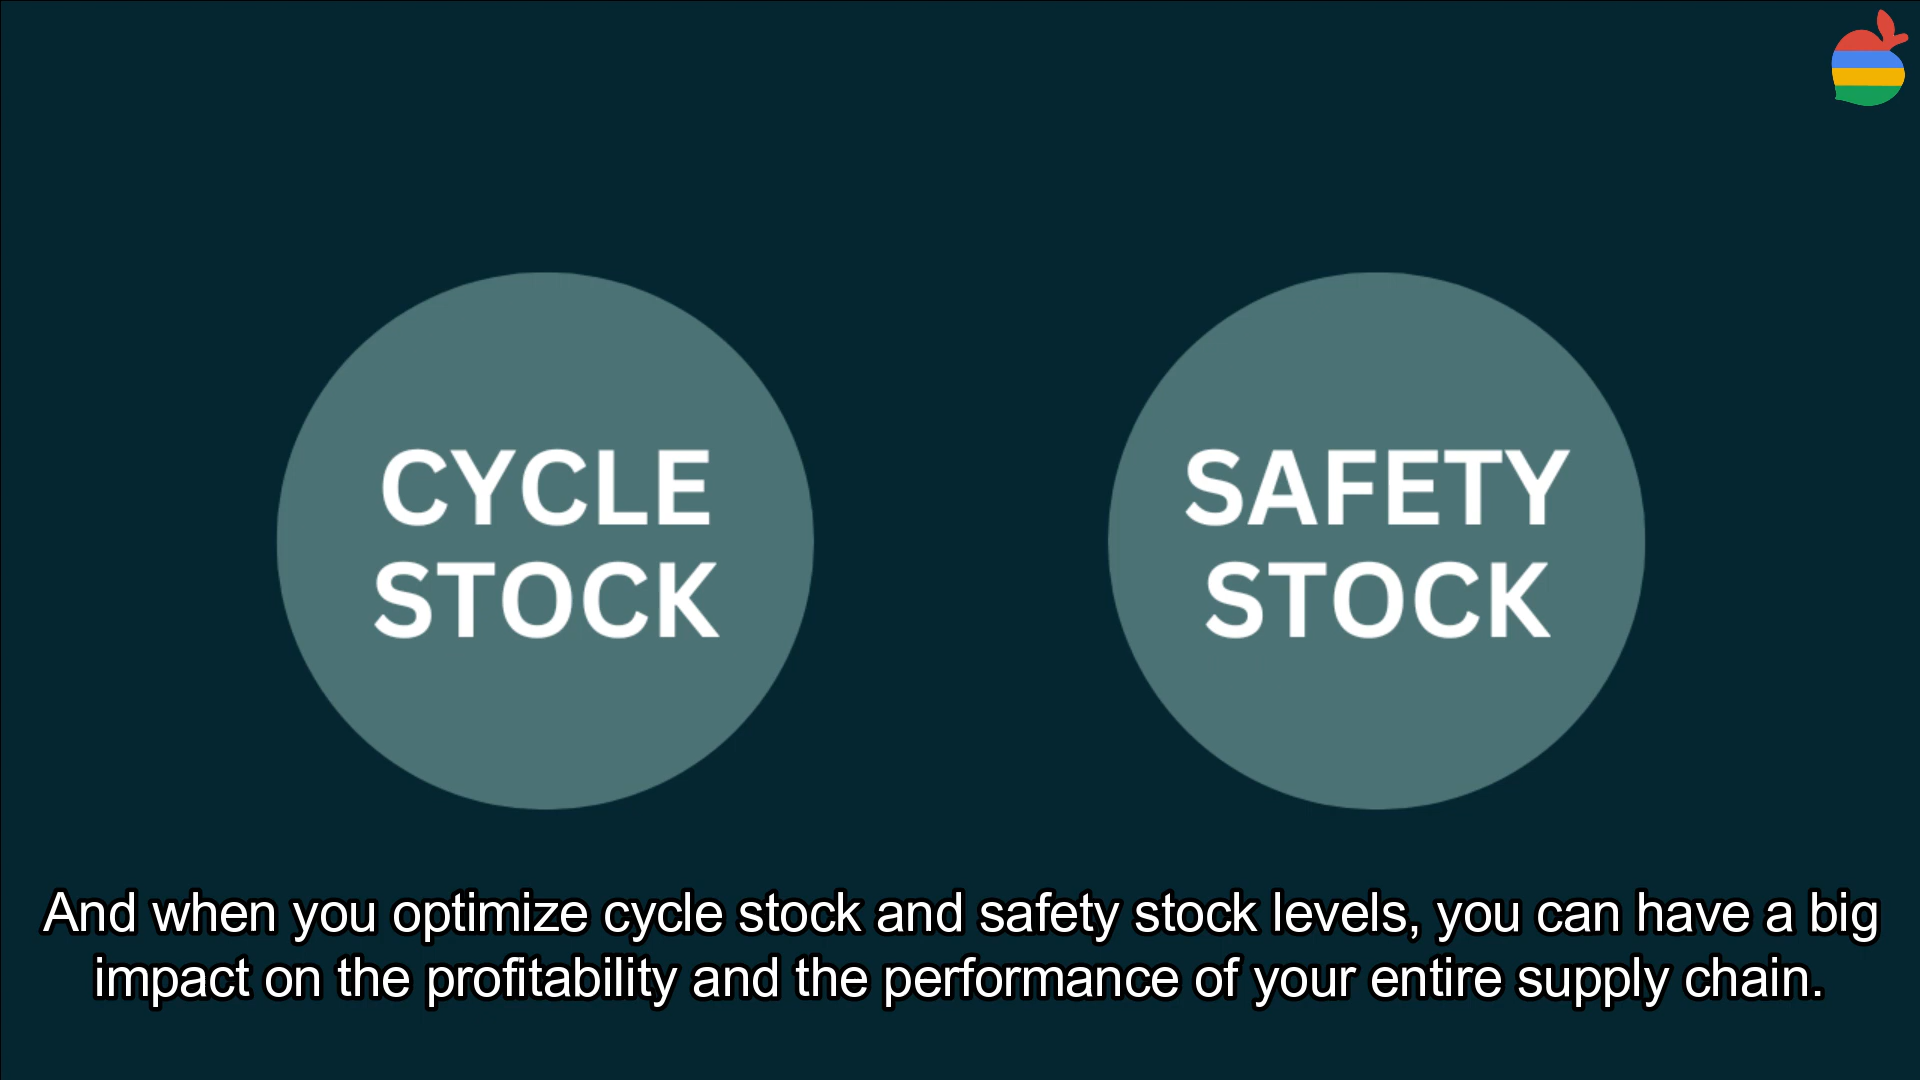 CYCLE
STOCK
SAFETY
STOCK
And when you optimize cycle stock and safety stock levels, you can have a big
impact on the profitability and the performance of your entire supply chain.